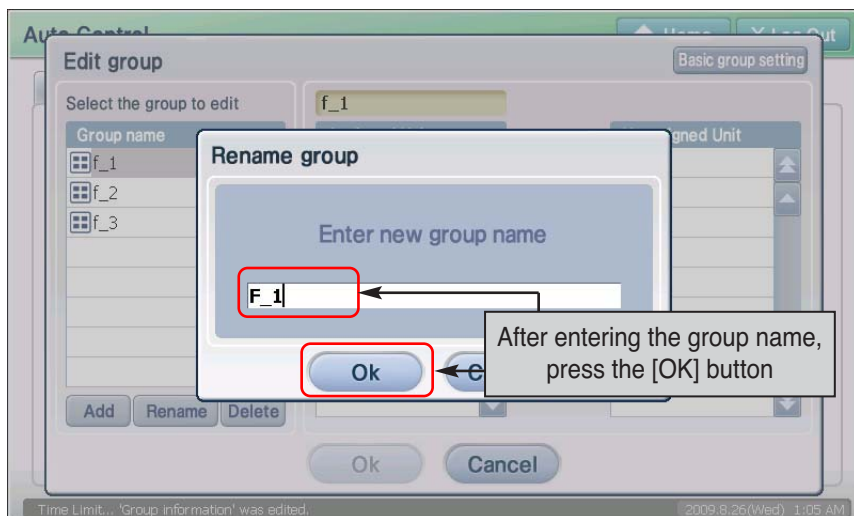 Auto Control
Home X Log Out
Edit group
Basic group setting
Select the group to edit
f_1
Group name
gned Unit
f_1
f_2
f_3
Rename group
Enter new group name
F_1
After entering the group name,
press the [OK] button
Ok
C
Add Rename Delete
Ok Cancel
Time Limit... 'Group information' was edited.
2009.8.26(Wed) 1:05 AM